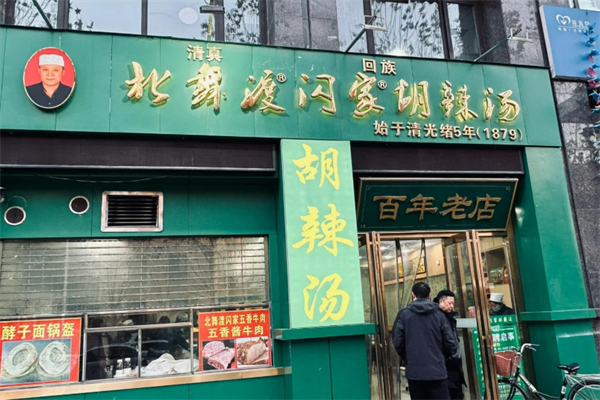 清真
回族
北舞渡®闪家®胡辣汤
始于清光绪5年(1879)
胡辣汤
百年老店
酵子面锅盔
北舞渡闪家五香牛肉
五香酱牛肉